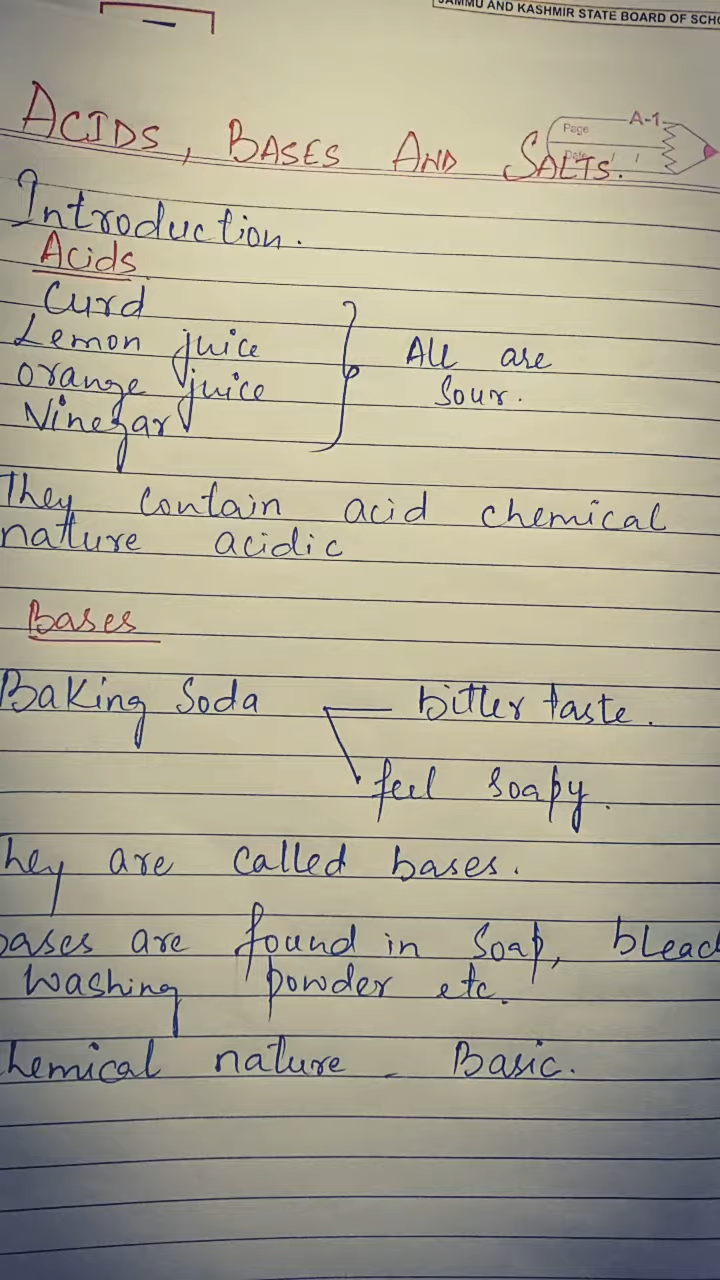 JAMMU AND KASHMIR STATE BOARD OF SCHO
A-1
Page
Date
ACIDS, BASES AND SALTS.
Introduction.
Acids
Curd
Lemon juice
orange juice
Vinegar
All are
Sour.
They contain acid chemical
nature acidic
Bases
Baking Soda — bitter taste.
feel soapy.
hey are called bases.
bases are found in Soap, bleac
washing powder etc.
hemical nature - Basic.